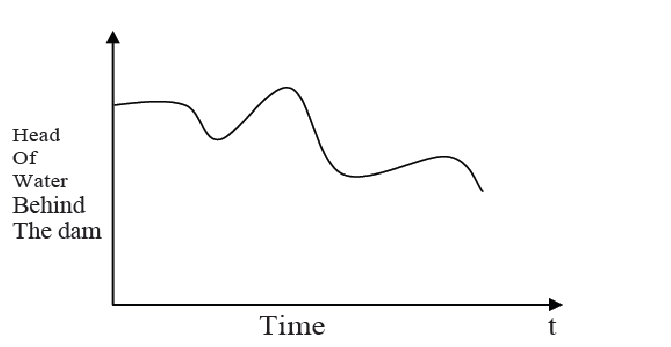 Head
Of
Water
Behind
The dam
Time
t